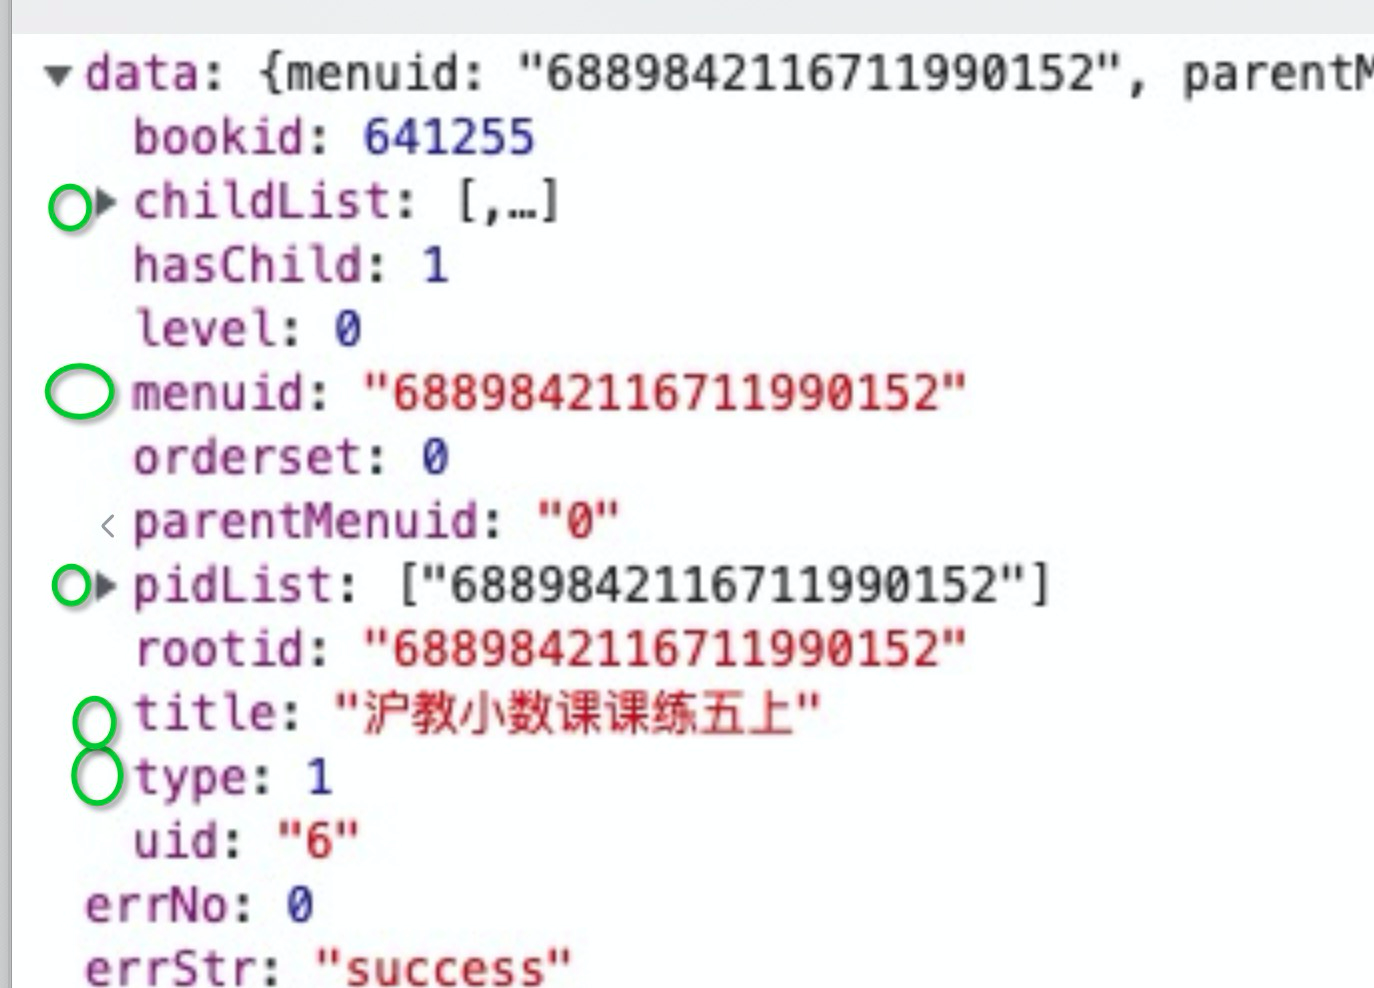 data: {menuid: "6889842116711990152", parentM
bookid: 641255
childList: [,…]
hasChild: 1
level: 0
menuid: "6889842116711990152"
orderset: 0
parentMenuid: "0"
pidList: ["6889842116711990152"]
rootid: "6889842116711990152"
title: "沪教小数课课练五上"
type: 1
uid: "6"
errNo: 0
errStr: "success"